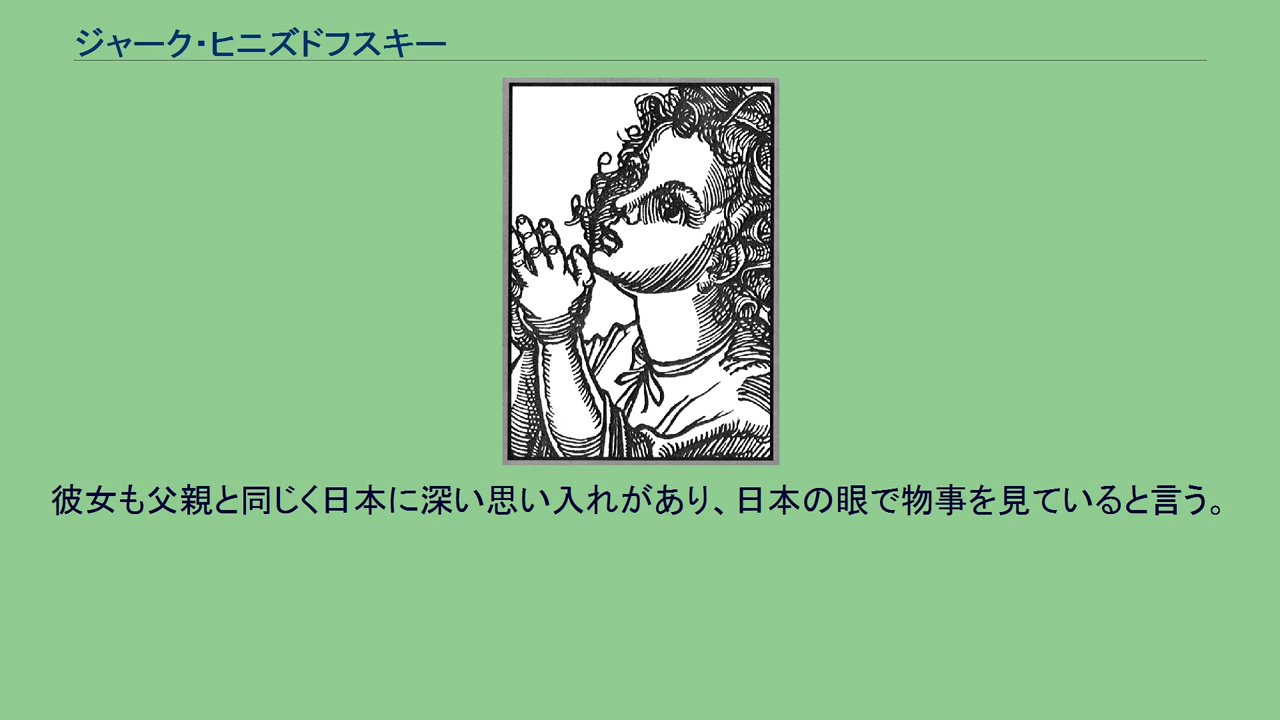 ジャーク・ヒニズドフスキー
彼女も父親と同じく日本に深い思い入れがあり、日本の眼で物事を見ていると言う。